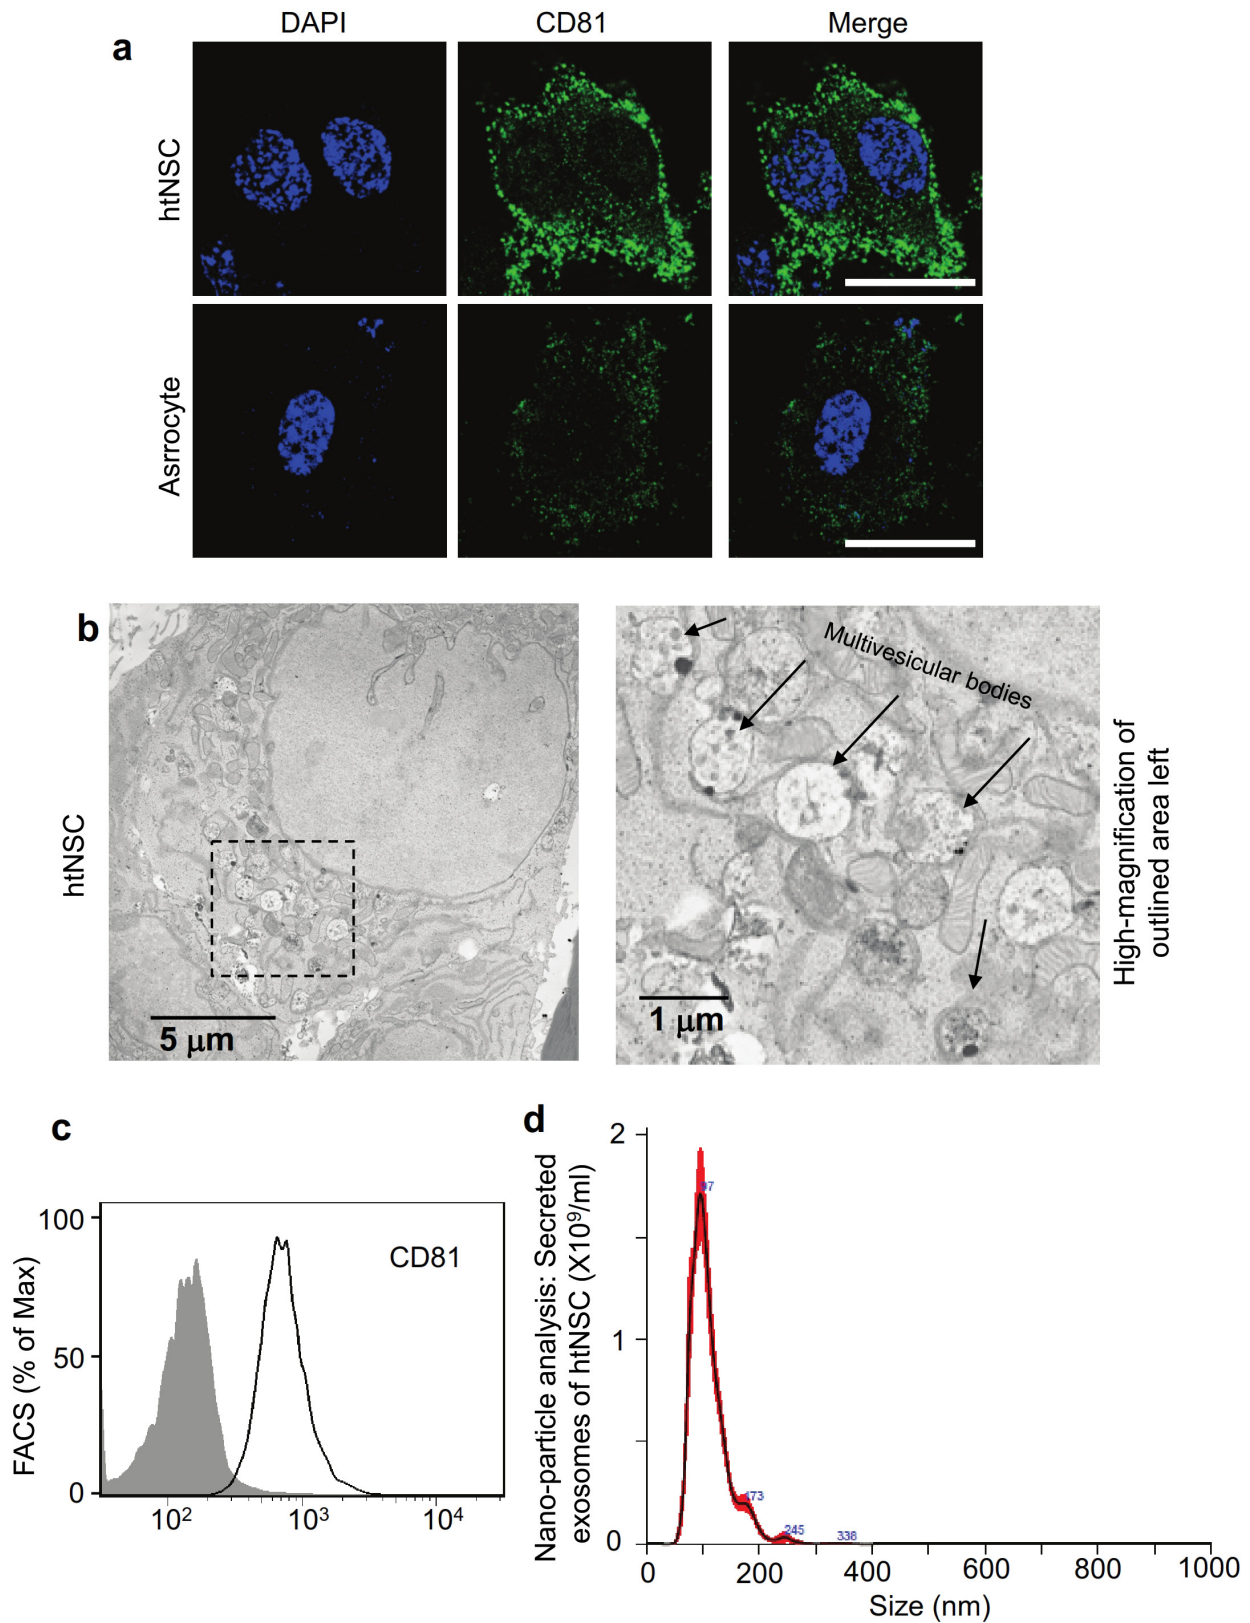 a
DAPI
CD81
Merge
htNSC
Asrrocyte
b
htNSC
5 μm
Multivesicular bodies
1 μm
High-magnification of
outlined area left
c
FACS (% of Max)
100
50
0
CD81
10²
10³
10⁴
d
Nano-particle analysis: Secreted
exosomes of htNSC (X10⁹/ml)
2
1
0
97
173
245
338
0
200
400
600
800
1000
Size (nm)